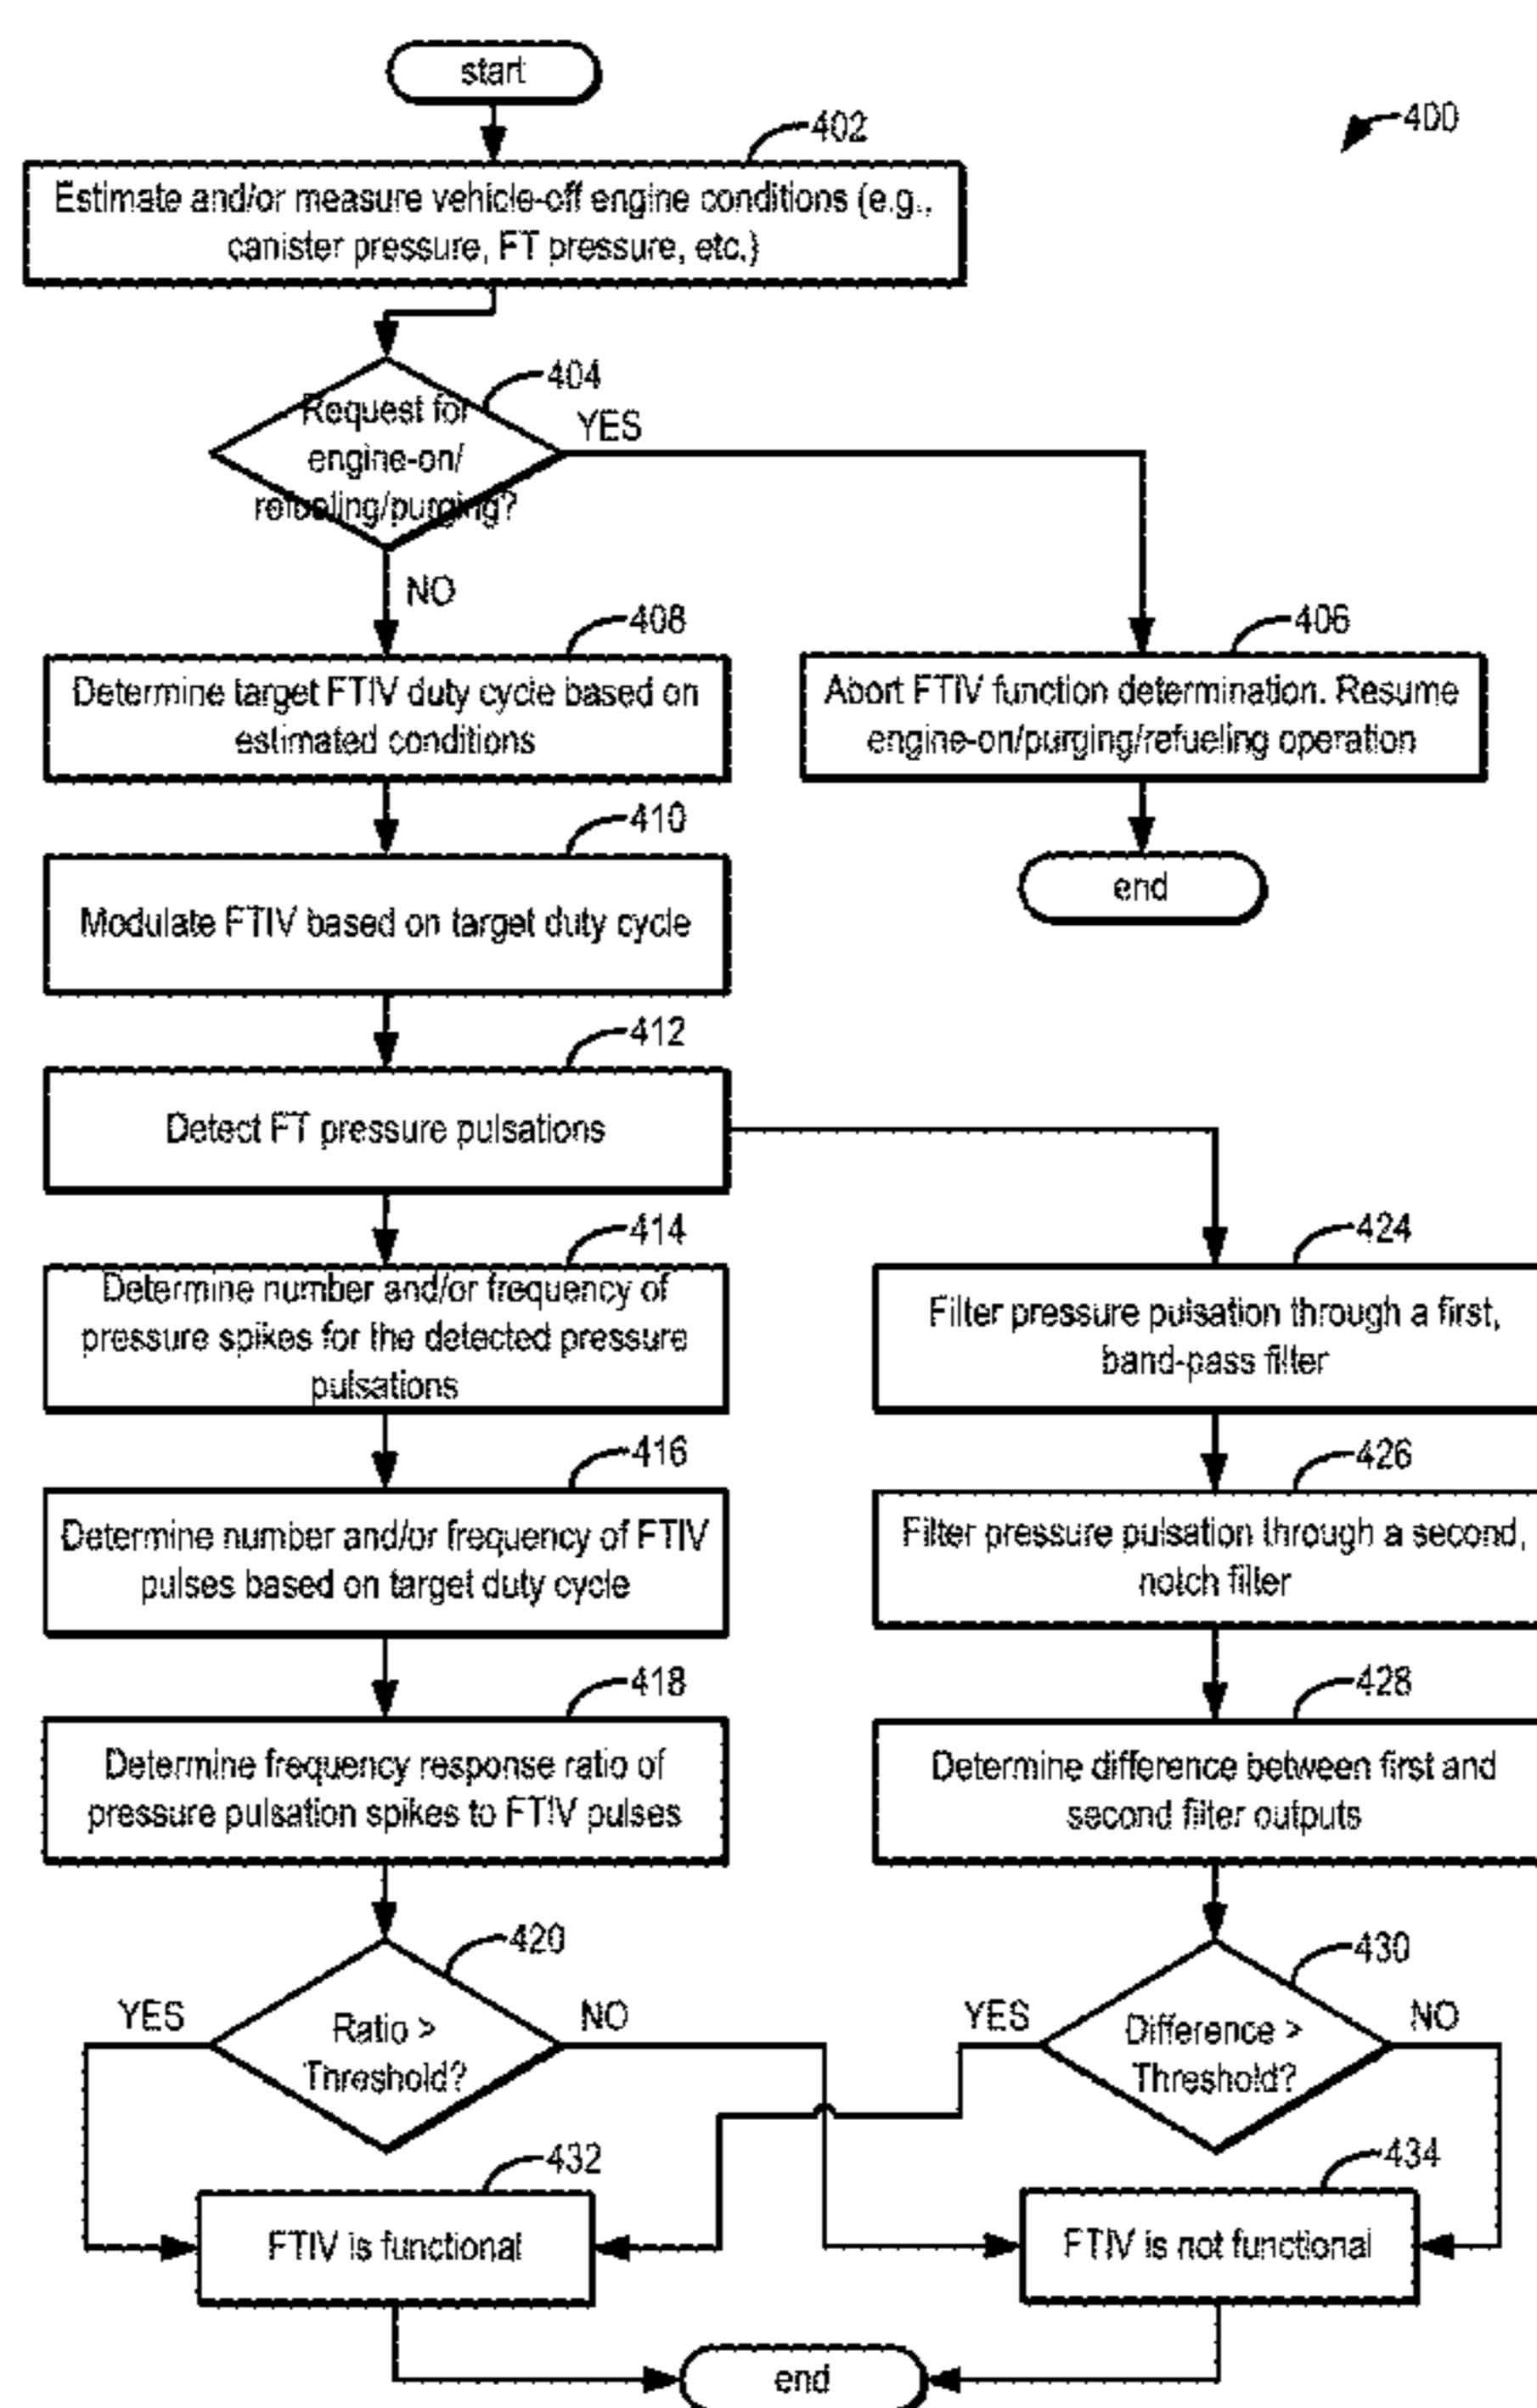 start
400
402
Estimate and/or measure vehicle-off engine conditions (e.g.,
canister pressure, FT pressure, etc.)
404
Request for
engine-on/
refueling/purging?
YES
NO
408
Determine target FTIV duty cycle based on
estimated conditions
406
Abort FTIV function determination. Resume
engine-on/purging/refueling operation
410
Modulate FTIV based on target duty cycle
end
412
Detect FT pressure pulsations
414
Determine number and/or frequency of
pressure spikes for the detected pressure
pulsations
424
Filter pressure pulsation through a first,
band-pass filter
416
Determine number and/or frequency of FTIV
pulses based on target duty cycle
426
Filter pressure pulsation through a second,
notch filter
418
Determine frequency response ratio of
pressure pulsation spikes to FTIV pulses
428
Determine difference between first and
second filter outputs
420
YES
Ratio >
Threshold?
NO
430
YES
Difference >
Threshold?
NO
432
FTIV is functional
434
FTIV is not functional
end